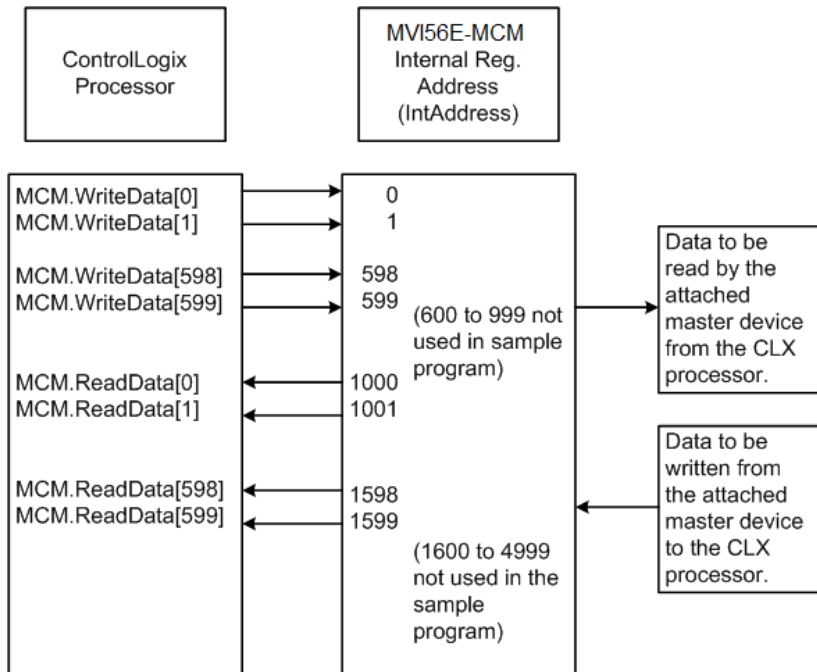 ControlLogix
Processor
MVI56E-MCM
Internal Reg.
Address
(IntAddress)
MCM.WriteData[0]
MCM.WriteData[1]
MCM.WriteData[598]
MCM.WriteData[599]
MCM.ReadData[0]
MCM.ReadData[1]
MCM.ReadData[598]
MCM.ReadData[599]
0
1
598
599
(600 to 999 not
used in sample
program)
1000
1001
1598
1599
(1600 to 4999
not used in the
sample
program)
Data to be
read by the
attached
master device
from the CLX
processor.
Data to be
written from
the attached
master device
to the CLX
processor.